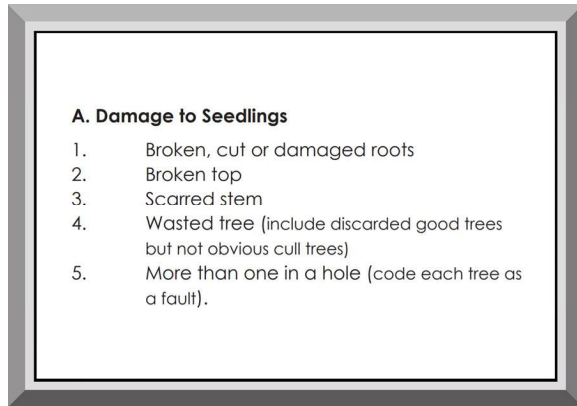 A. Damage to Seedlings
1. Broken, cut or damaged roots
2. Broken top
3. Scarred stem
4. Wasted tree (include discarded good trees
but not obvious cull trees)
5. More than one in a hole (code each tree as
a fault).